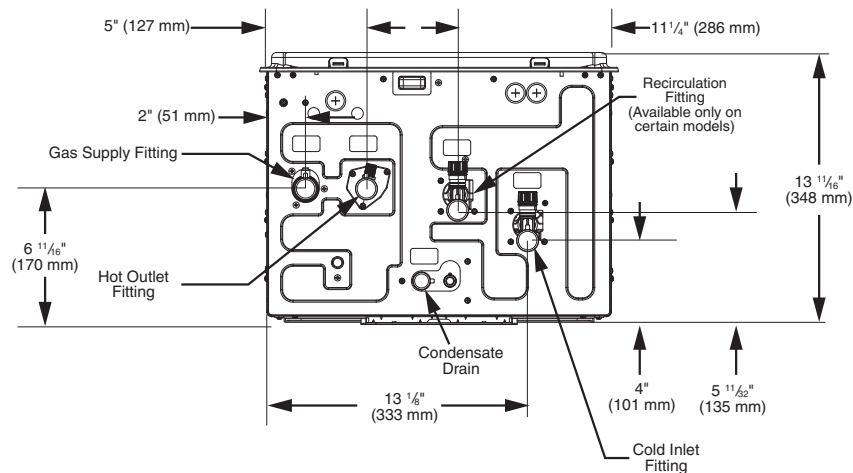 5" (127 mm)
11 1/4" (286 mm)
Recirculation
Fitting
(Available only on
certain models)
2" (51 mm)
Gas Supply Fitting
13 11/16"
(348 mm)
6 11/16"
(170 mm)
Hot Outlet
Fitting
Condensate
Drain
13 1/8"
(333 mm)
4"
(101 mm)
5 11/32"
(135 mm)
Cold Inlet
Fitting